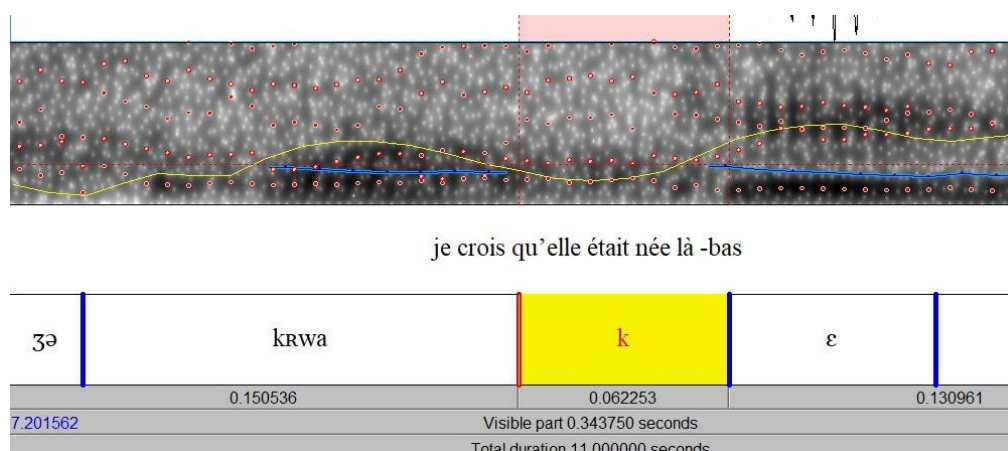 je crois qu’elle était née là -bas
ʒə kʀwa k ɛ
0.150536 0.062253 0.130961
7.201562 Visible part 0.343750 seconds
Total duration 11.000000 seconds